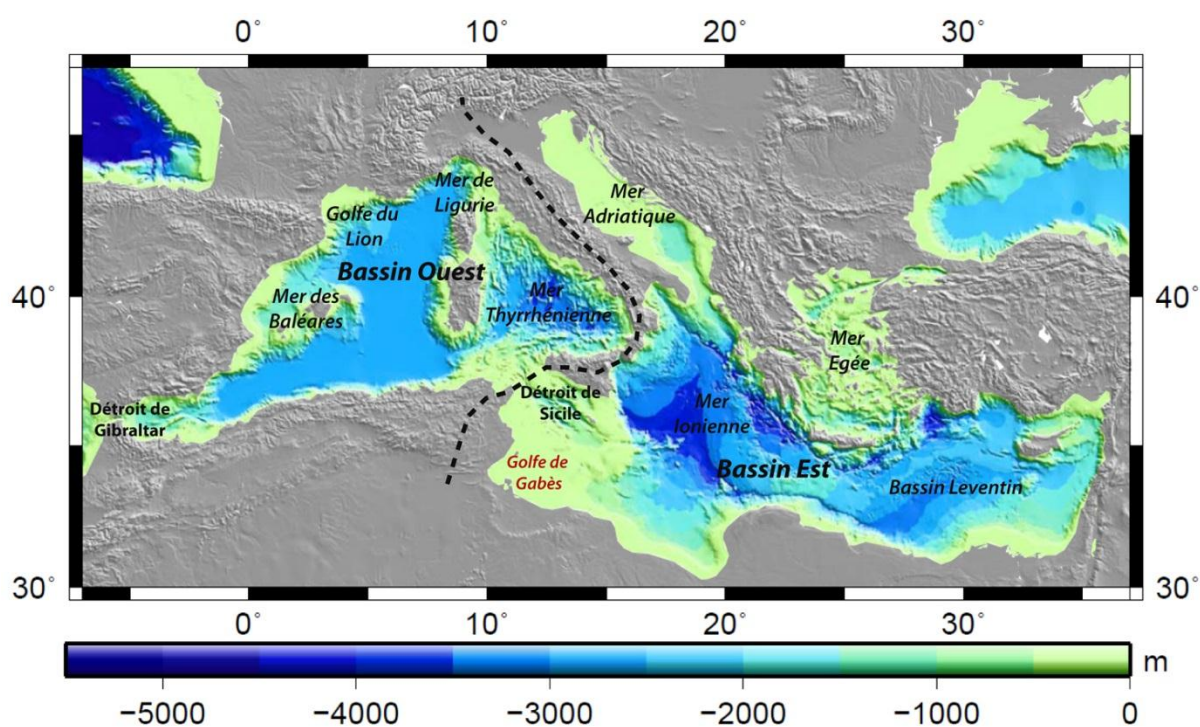 0° 10° 20° 30°
Mer de
Ligurie
Mer
Adriatique
Golfe du
Lion
Bassin Ouest
40° 40°
Mer des
Baléares
Mer
Thyrrhénienne
Mer
Egée
Détroit de
Gibraltar
Détroit de
Sicile
Mer
Ionienne
Bassin Est
Golfe de
Gabès
Bassin Leventin
30° 30°
0° 10° 20° 30°
m
−5000 −4000 −3000 −2000 −1000 0